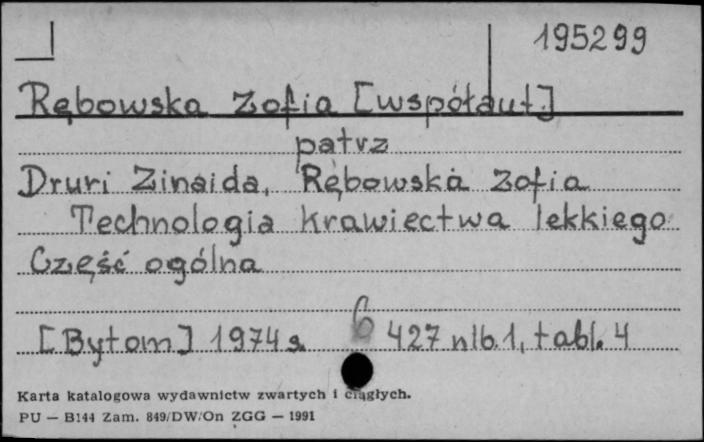 195299
Rębowska Zofia [współaut.]
patrz
Druri Zinaida, Rębowska Zofia
Technologia krawiectwa lekkiego
Część ogólna
[Bytom] 1974 s. 427 nlb. 1, tabl. 4
Karta katalogowa wydawnictw zwartych i ciągłych.
PU — B144 Zam. 849/DW/On ZGG — 1991